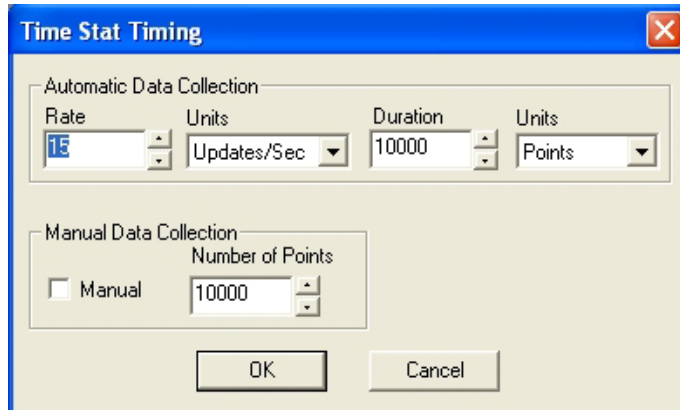 Time Stat Timing
Automatic Data Collection
Rate Units Duration Units
15 Updates/Sec 10000 Points
Manual Data Collection
Number of Points
Manual 10000
OK Cancel